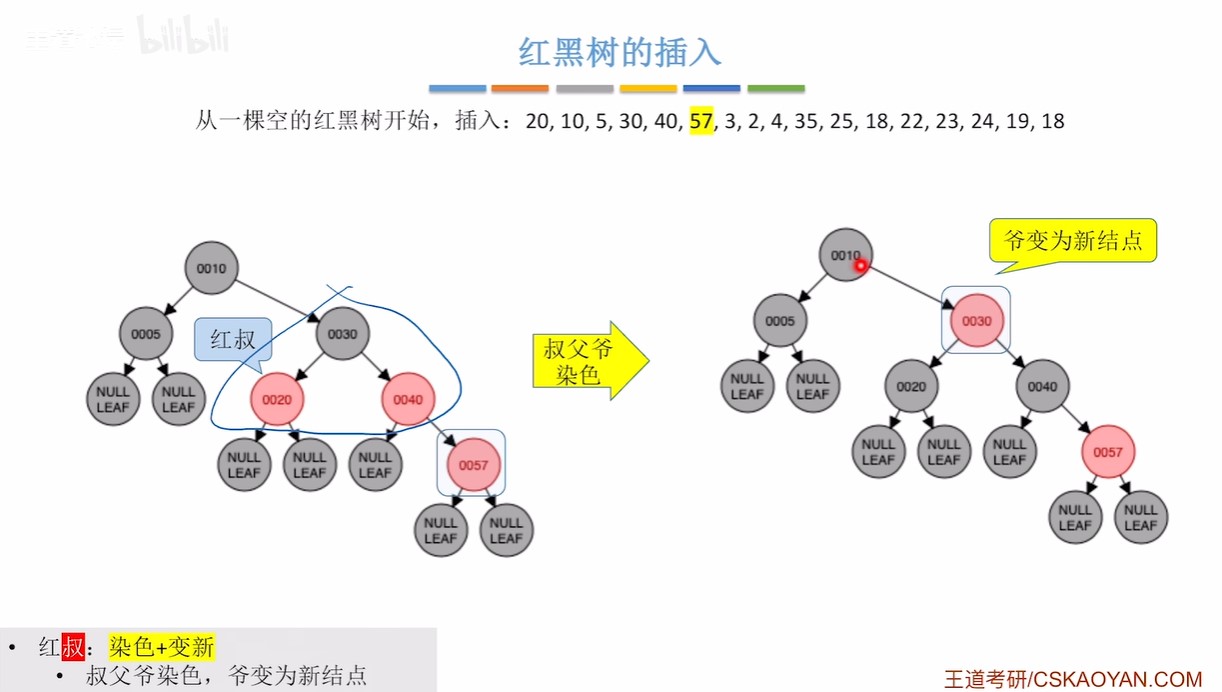 bilibili
红黑树的插入
从一棵空的红黑树开始，插入：20, 10, 5, 30, 40, 57, 3, 2, 4, 35, 25, 18, 22, 23, 24, 19, 18
0010
0005
红叔
0030
NULL LEAF
NULL LEAF
0020
0040
NULL LEAF
NULL LEAF
NULL LEAF
0057
NULL LEAF
NULL LEAF
叔父爷
染色
爷变为新结点
0010
0005
0030
NULL LEAF
NULL LEAF
0020
0040
NULL LEAF
NULL LEAF
NULL LEAF
0057
NULL LEAF
NULL LEAF
• 红叔：染色+变新
• 叔父爷染色，爷变为新结点
王道考研/CSKAOYAN.COM